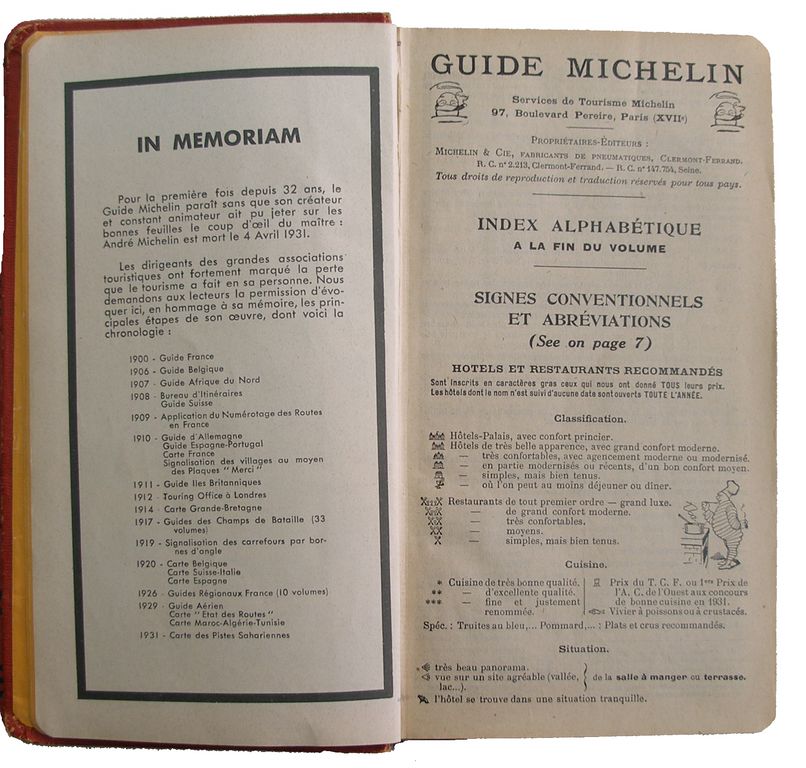 IN MEMORIAM
Pour la première fois depuis 32 ans, le
Guide Michelin paraît sans que son créateur
et constant animateur ait pu jeter sur les
bonnes feuilles le coup d'œil du maître :
André Michelin est mort le 4 Avril 1931.
Les dirigeants des grandes associations
touristiques ont fortement marqué la perte
que le tourisme a fait en sa personne. Nous
demandons aux lecteurs la permission d'évo-
quer ici, en hommage à sa mémoire, les prin-
cipales étapes de son œuvre, dont voici la
chronologie :
1900 - Guide France
1906 - Guide Belgique
1907 - Guide Afrique du Nord
1908 - Bureau d'Itinéraires
Guide Suisse
1909 - Application du Numérotage des Routes
en France
1910 - Guide d'Allemagne
Guide Espagne-Portugal
Carte France
Signalisation des villages au moyen
des Plaques "Merci"
1911 - Guide Iles Britanniques
1912 - Touring Office à Londres
1914 - Carte Grande-Bretagne
1917 - Guides des Champs de Bataille (33
volumes)
1919 - Signalisation des carrefours par bor-
nes d'angle
1920 - Carte Belgique
Carte Suisse-Italie
Carte Espagne
1926 - Guides Régionaux France (10 volumes)
1929 - Guide Aérien
Carte "Etat des Routes"
Carte Maroc-Algérie-Tunisie
1931 - Carte des Pistes Sahariennes
GUIDE MICHELIN
Services de Tourisme Michelin
97, Boulevard Pereire, Paris (XVIIe)
PROPRIÉTAIRES-ÉDITEURS :
MICHELIN & CIE, FABRICANTS DE PNEUMATIQUES, CLERMONT-FERRAND.
R. C. nº 2.213, Clermont-Ferrand. — R. C. nº 147.754, Seine.
Tous droits de reproduction et traduction réservés pour tous pays.
INDEX ALPHABÉTIQUE
A LA FIN DU VOLUME
SIGNES CONVENTIONNELS
ET ABRÉVIATIONS
(See on page 7)
HOTELS ET RESTAURANTS RECOMMANDÉS
Sont inscrits en caractères gras ceux qui nous ont donné TOUS leurs prix.
Les hôtels dont le nom n'est suivi d'aucune date sont ouverts TOUTE L'ANNÉE.
Classification.
Hôtels-Palais, avec confort princier.
Hôtels de très belle apparence, avec grand confort moderne.
— très confortables, avec agencement moderne ou modernisé.
— en partie modernisés ou récents, d'un bon confort moyen.
— simples, mais bien tenus.
— où l'on peut au moins déjeuner ou dîner.
Restaurants de tout premier ordre — grand luxe.
— de grand confort moderne.
— très confortables.
— moyens.
— simples, mais bien tenus.
Cuisine.
* Cuisine de très bonne qualité.
** — d'excellente qualité.
*** — fine et justement
renommée.
Prix du T. C. F. ou 1ers Prix de
l'A. C. de l'Ouest aux concours
de bonne cuisine en 1931.
Vivier à poissons ou à crustacés.
Spéc. : Truites au bleu,... Pommard,... : Plats et crus recommandés.
Situation.
très beau panorama.
vue sur un site agréable (vallée,
lac...).
de la salle à manger ou terrasse.
l'hôtel se trouve dans une situation tranquille.